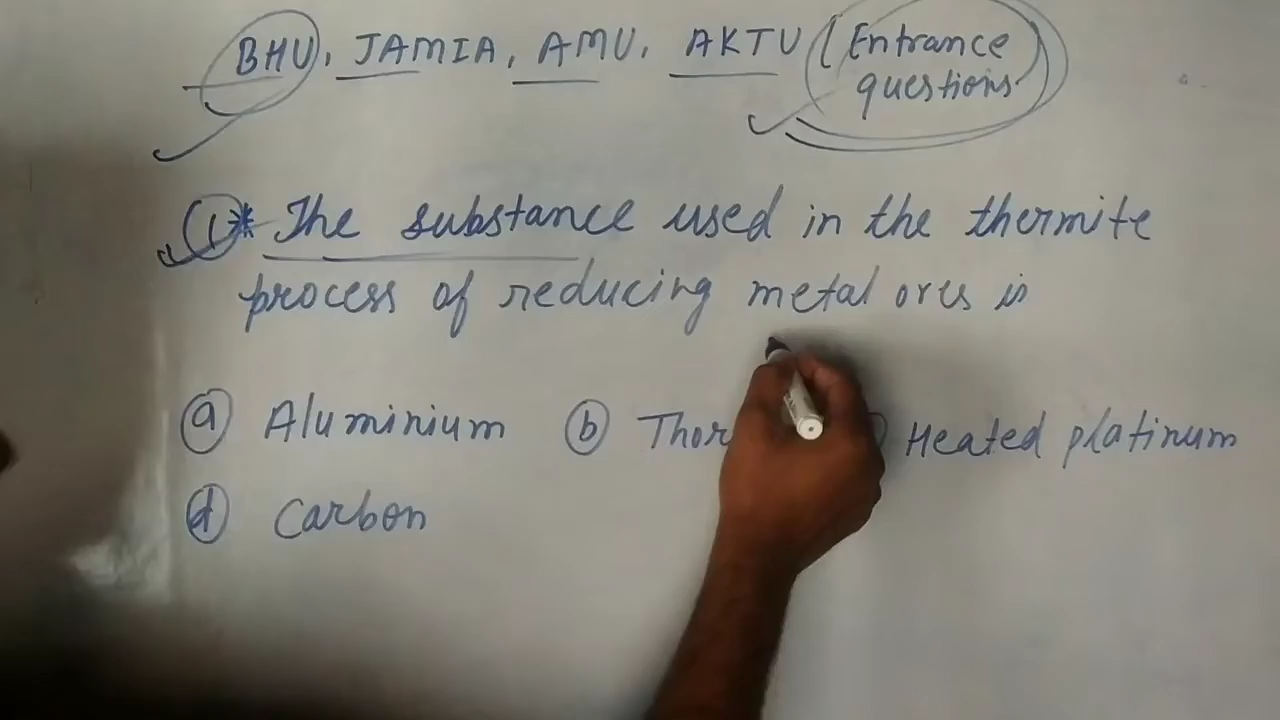 BHU, JAMIA, AMU, AKTU (Entrance
questions)
(1)* The substance used in the thermite
process of reducing metal ores is
(a) Aluminium (b) Heated platinum
(d) Carbon